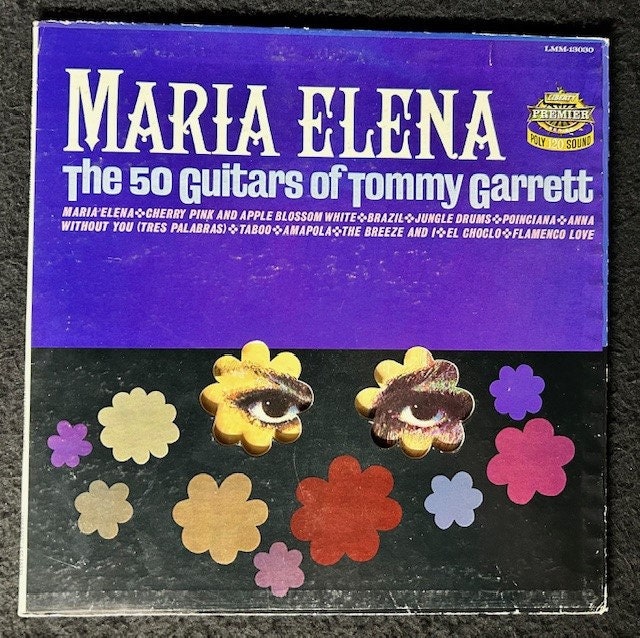 LMM-13030
MARIA ELENA
LIBERTY
PREMIER
POLY 120 SOUND
The 50 Guitars of Tommy Garrett
MARIA ELENA❖CHERRY PINK AND APPLE BLOSSOM WHITE❖BRAZIL❖JUNGLE DRUMS❖POINCIANA❖ANNA
WITHOUT YOU (TRES PALABRAS)❖TABOO❖AMAPOLA❖THE BREEZE AND I❖EL CHOCLO❖FLAMENCO LOVE